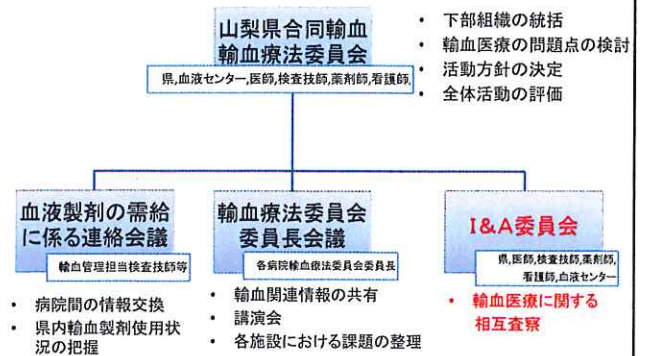 山梨県合同輸血
輸血療法委員会
県,血液センター,医師,検査技師,薬剤師,看護師,
• 下部組織の統括
• 輸血医療の問題点の検討
• 活動方針の決定
• 全体活動の評価
血液製剤の需給
に係る連絡会議
輸血管理担当検査技師等
• 病院間の情報交換
• 県内輸血製剤使用状
況の把握
輸血療法委員会
委員長会議
各病院輸血療法委員会委員長
• 輸血関連情報の共有
• 講演会
• 各施設における課題の整理
I&A委員会
県,医師,検査技師,薬剤師,
看護師,血液センター
• 輸血医療に関する
相互査察